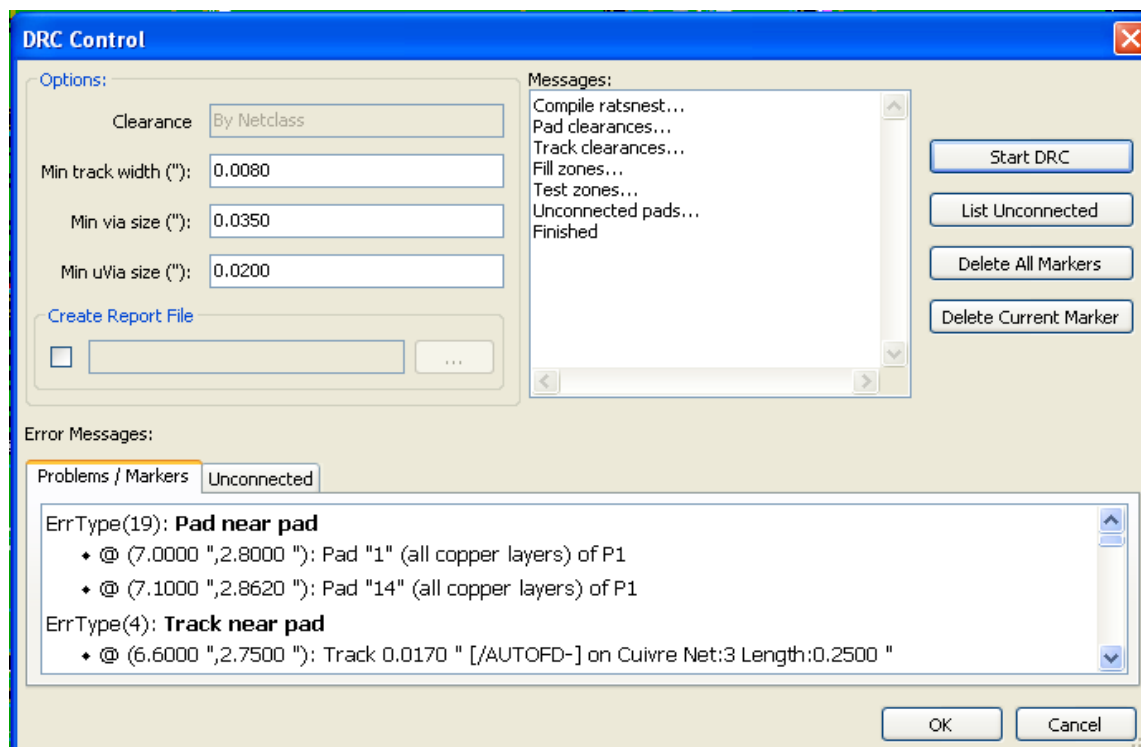 DRC Control
Options:
Clearance
By Netclass
Min track width ("):
0.0080
Min via size ("):
0.0350
Min uVia size ("):
0.0200
Create Report File
...
Messages:
Compile ratsnest...
Pad clearances...
Track clearances...
Fill zones...
Test zones...
Unconnected pads...
Finished
Start DRC
List Unconnected
Delete All Markers
Delete Current Marker
Error Messages:
Problems / Markers
Unconnected
ErrType(19): Pad near pad
@ (7.0000 ",2.8000 "): Pad "1" (all copper layers) of P1
@ (7.1000 ",2.8620 "): Pad "14" (all copper layers) of P1
ErrType(4): Track near pad
@ (6.6000 ",2.7500 "): Track 0.0170 " [/AUTOFD-] on Cuivre Net:3 Length:0.2500 "
OK
Cancel